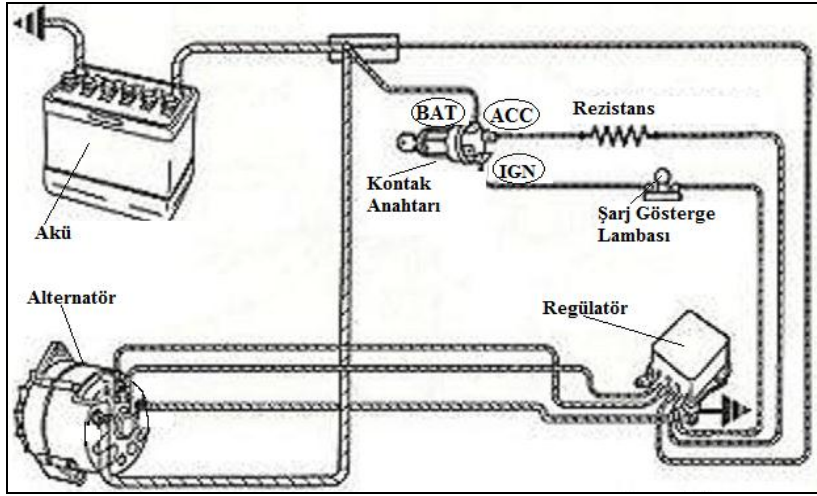 BAT
ACC
Rezistans
IGN
Kontak
Anahtarı
Şarj Gösterge
Lambası
Akü
Alternatör
Regülatör